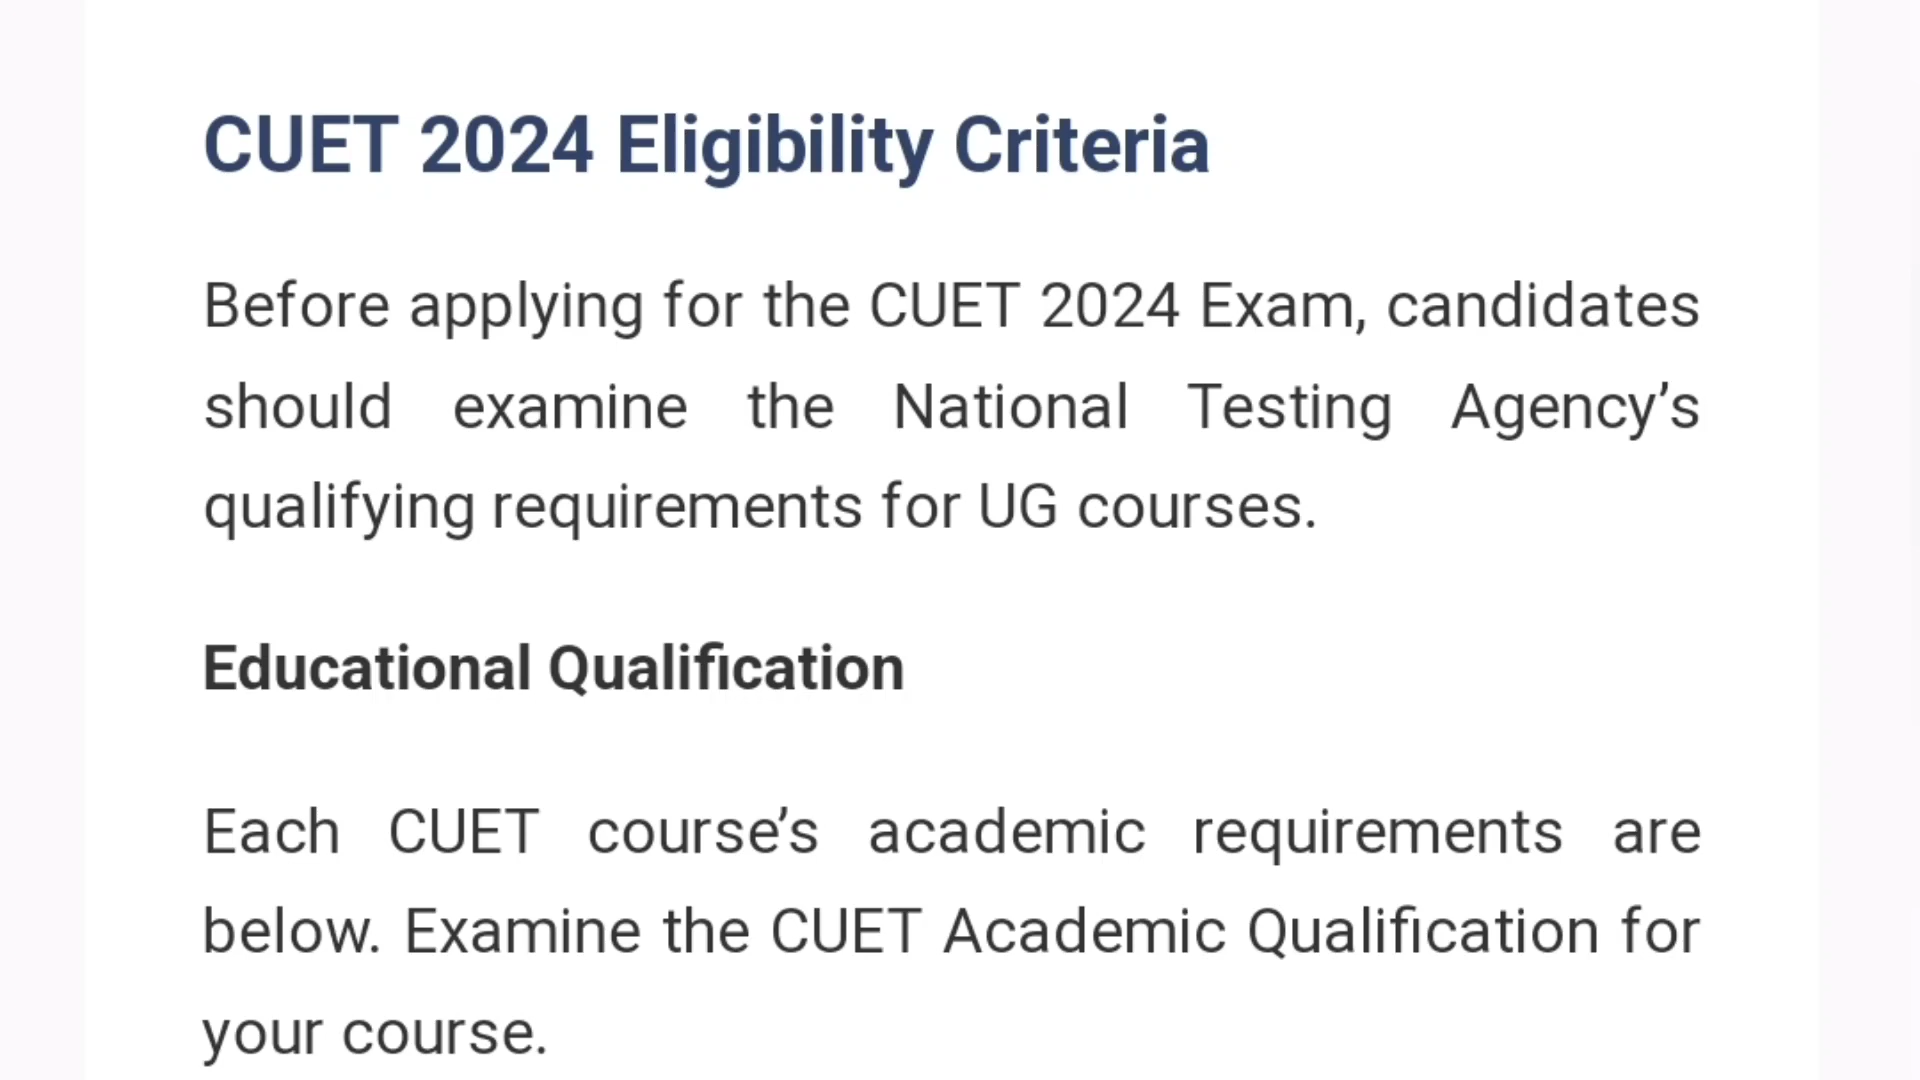 CUET 2024 Eligibility Criteria
Before applying for the CUET 2024 Exam, candidates
should examine the National Testing Agency’s
qualifying requirements for UG courses.
Educational Qualification
Each CUET course’s academic requirements are
below. Examine the CUET Academic Qualification for
your course.